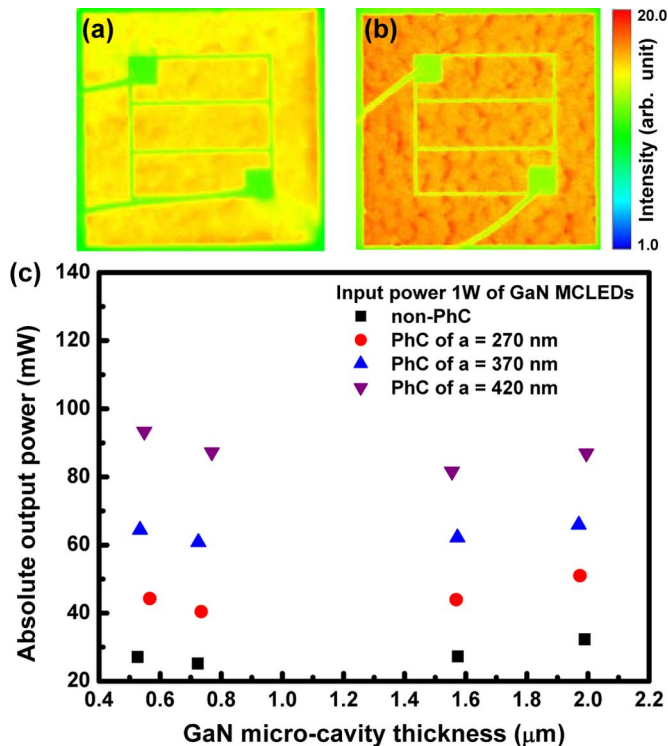 (a)
(b)
20.0
Intensity (arb. unit)
1.0
(c)
Input power 1W of GaN MCLEDs
non-PhC
PhC of a = 270 nm
PhC of a = 370 nm
PhC of a = 420 nm
Absolute output power (mW)
140
120
100
80
60
40
20
0.4 0.6 0.8 1.0 1.2 1.4 1.6 1.8 2.0 2.2
GaN micro-cavity thickness (μm)